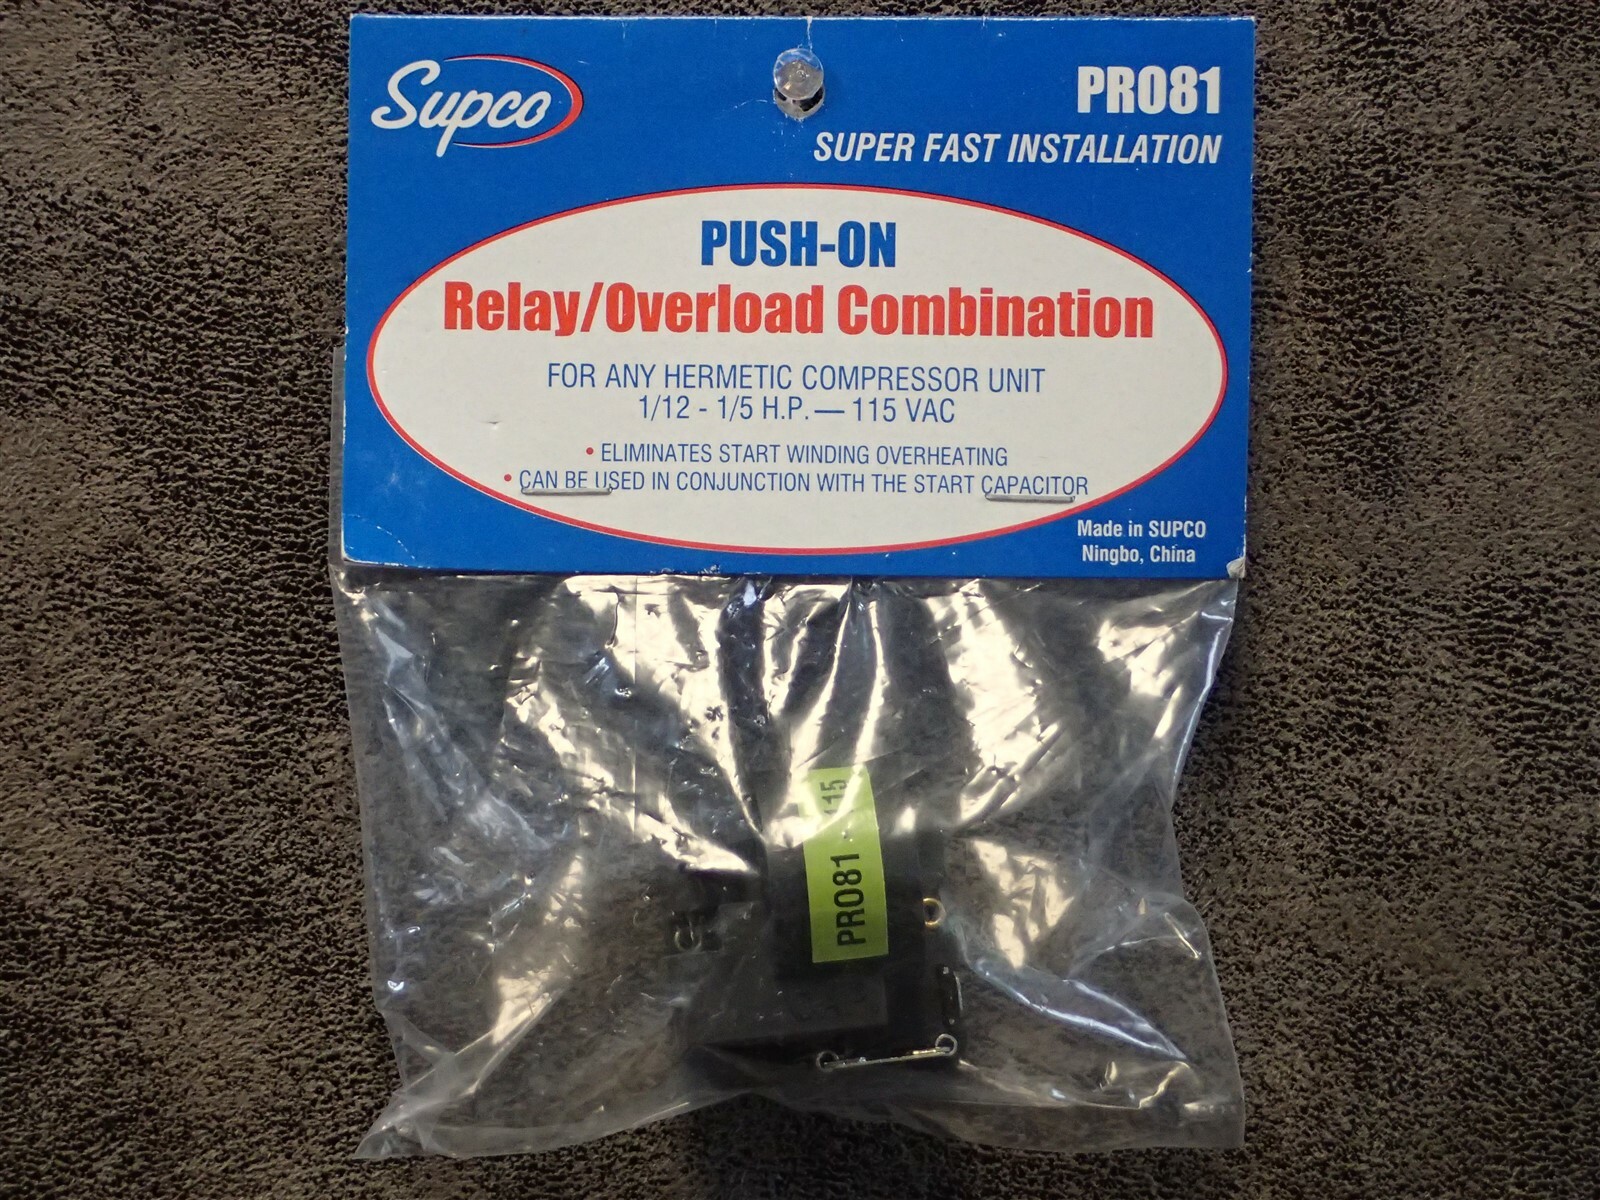 Supco
PRO81
SUPER FAST INSTALLATION
PUSH-ON
Relay/Overload Combination
FOR ANY HERMETIC COMPRESSOR UNIT
1/12 - 1/5 H.P. — 115 VAC
• ELIMINATES START WINDING OVERHEATING
• CAN BE USED IN CONJUNCTION WITH THE START CAPACITOR
Made in SUPCO
Ningbo, China
PRO81 - 115